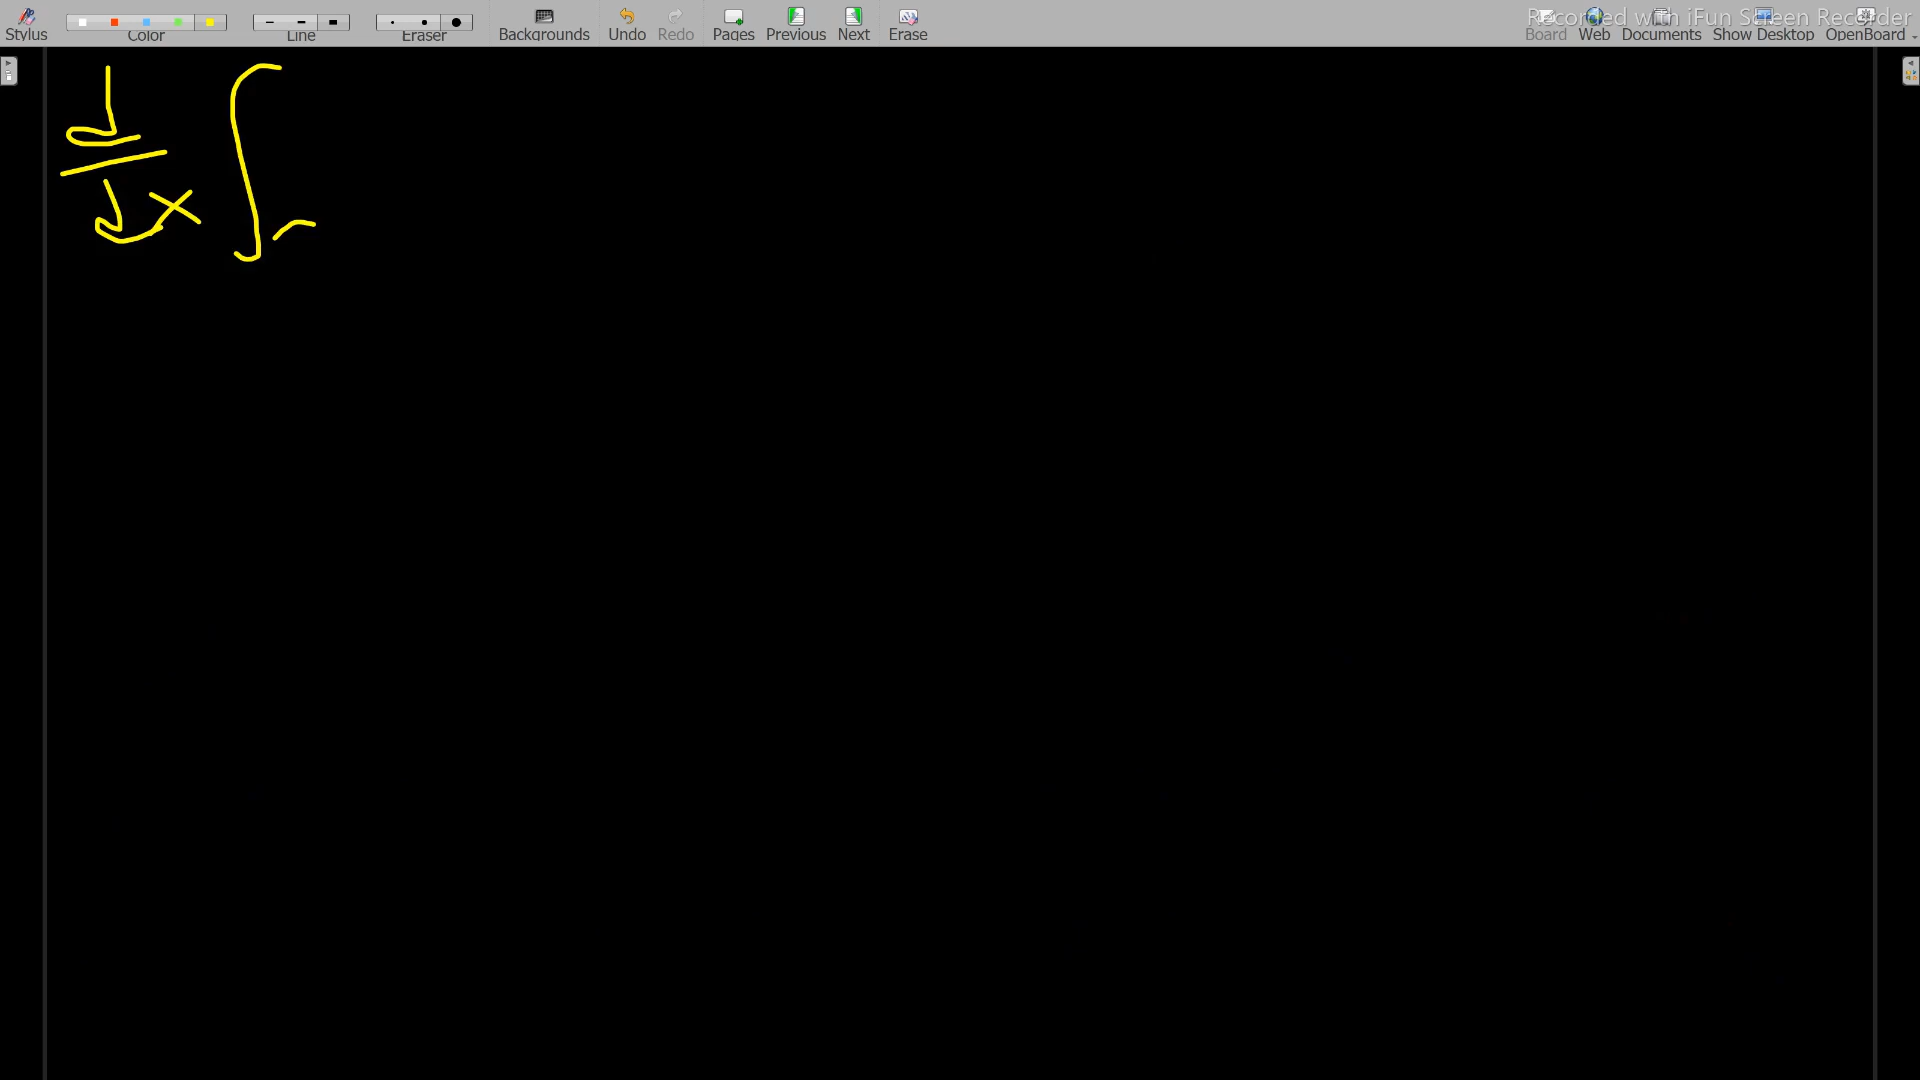 Recorded with iFun Screen Recorder
Stylus Color Line Eraser Backgrounds Undo Redo Pages Previous Next Erase Board Web Documents Show Desktop OpenBoard
d
dx ∫